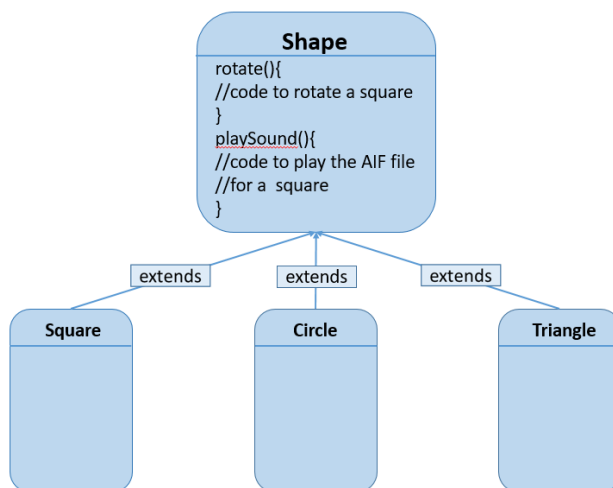 Shape
rotate(){
//code to rotate a square
}
playSound(){
//code to play the AIF file
//for a  square
}
extends
extends
extends
Square
Circle
Triangle